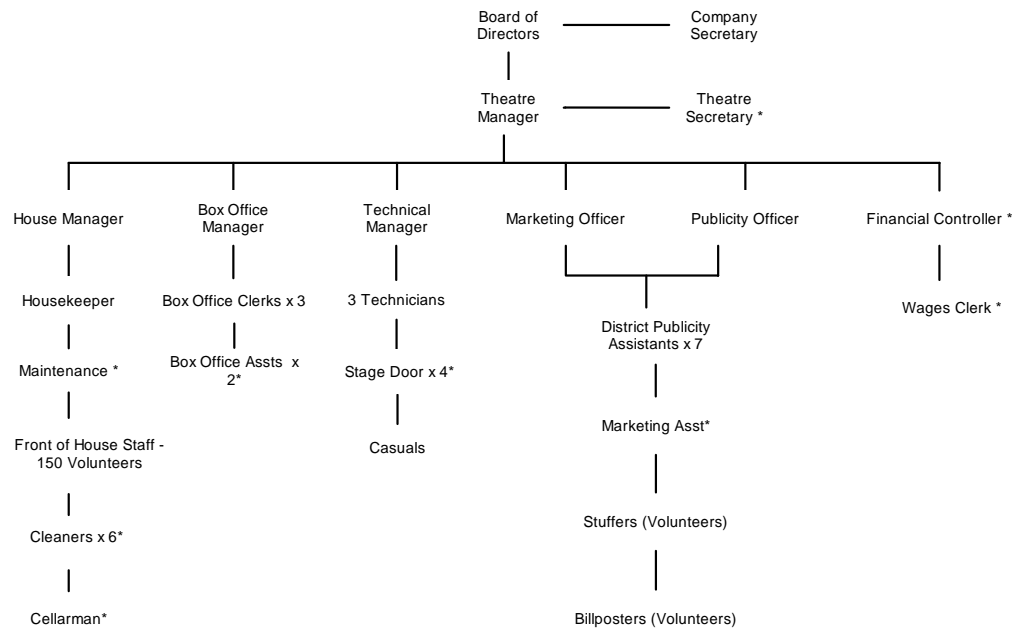 Board of
Directors
Company
Secretary
Theatre
Manager
Theatre
Secretary *
House Manager
Box Office
Manager
Technical
Manager
Marketing Officer
Publicity Officer
Financial Controller *
Housekeeper
Box Office Clerks x 3
3 Technicians
District Publicity
Assistants x 7
Wages Clerk *
Maintenance *
Box Office Assts x
2*
Stage Door x 4*
Marketing Asst*
Front of House Staff -
150 Volunteers
Casuals
Cleaners x 6*
Stuffers (Volunteers)
Cellarman*
Billposters (Volunteers)